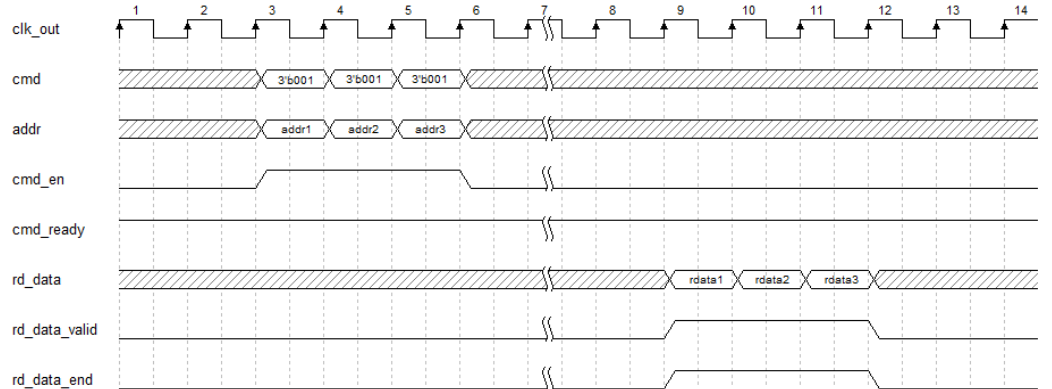 1 2 3 4 5 6 7 8 9 10 11 12 13 14
clk_out
cmd 3'b001 3'b001 3'b001
addr addr1 addr2 addr3
cmd_en
cmd_ready
rd_data rdata1 rdata2 rdata3
rd_data_valid
rd_data_end